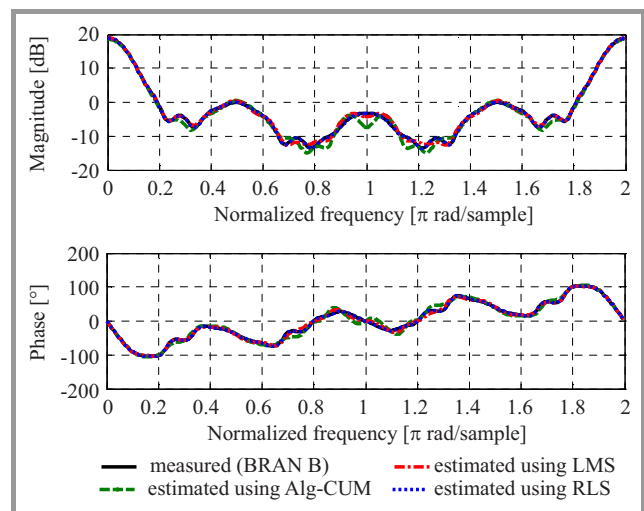 20
10
0
-10
-20
Magnitude [dB]
0 0.2 0.4 0.6 0.8 1 1.2 1.4 1.6 1.8 2
Normalized frequency [π rad/sample]
200
100
0
-100
-200
Phase [°]
0 0.2 0.4 0.6 0.8 1 1.2 1.4 1.6 1.8 2
Normalized frequency [π rad/sample]
measured (BRAN B) estimated using LMS
estimated using Alg-CUM estimated using RLS